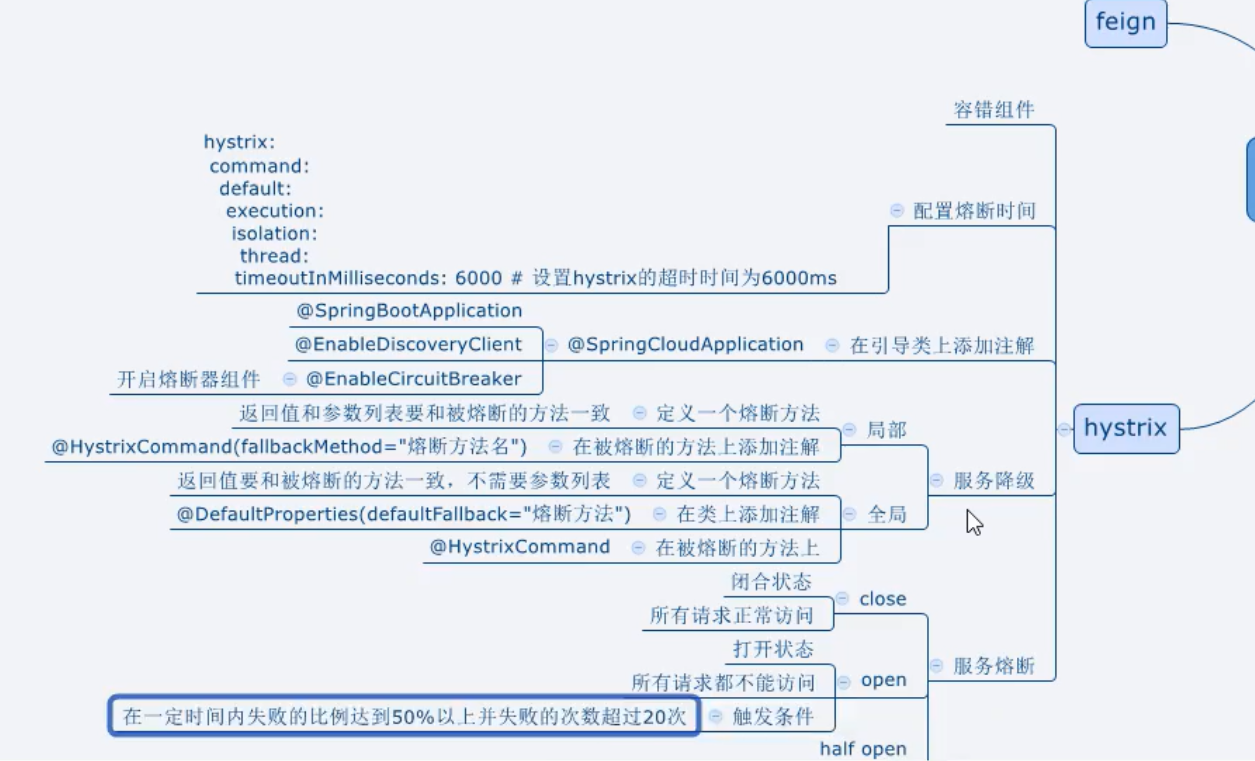 feign
容错组件
hystrix:
command:
default:
execution:
isolation:
thread:
timeoutInMilliseconds: 6000 # 设置hystrix的超时时间为6000ms
配置熔断时间
@SpringBootApplication
@EnableDiscoveryClient
@SpringCloudApplication
在引导类上添加注解
开启熔断器组件
@EnableCircuitBreaker
返回值和参数列表要和被熔断的方法一致
定义一个熔断方法
局部
@HystrixCommand(fallbackMethod="熔断方法名")
在被熔断的方法上添加注解
hystrix
返回值要和被熔断的方法一致，不需要参数列表
定义一个熔断方法
服务降级
@DefaultProperties(defaultFallback="熔断方法")
在类上添加注解
全局
@HystrixCommand
在被熔断的方法上
闭合状态
close
所有请求正常访问
打开状态
服务熔断
所有请求都不能访问
open
在一定时间内失败的比例达到50%以上并失败的次数超过20次
触发条件
half open